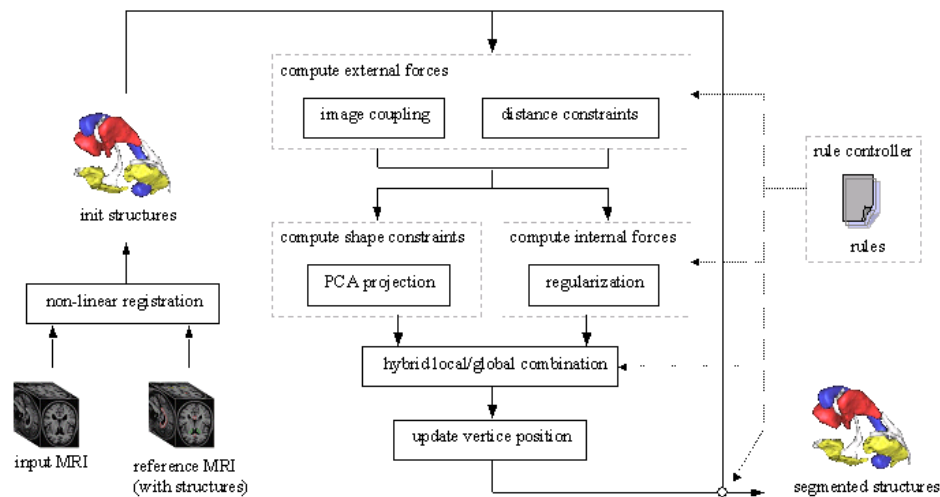 compute external forces
image coupling
distance constraints
rule controller
rules
init structures
compute shape constraints
compute internal forces
PCA projection
regularization
non-linear registration
hybrid local/global combination
update vertice position
input MRI
reference MRI
(with structures)
segmented structures